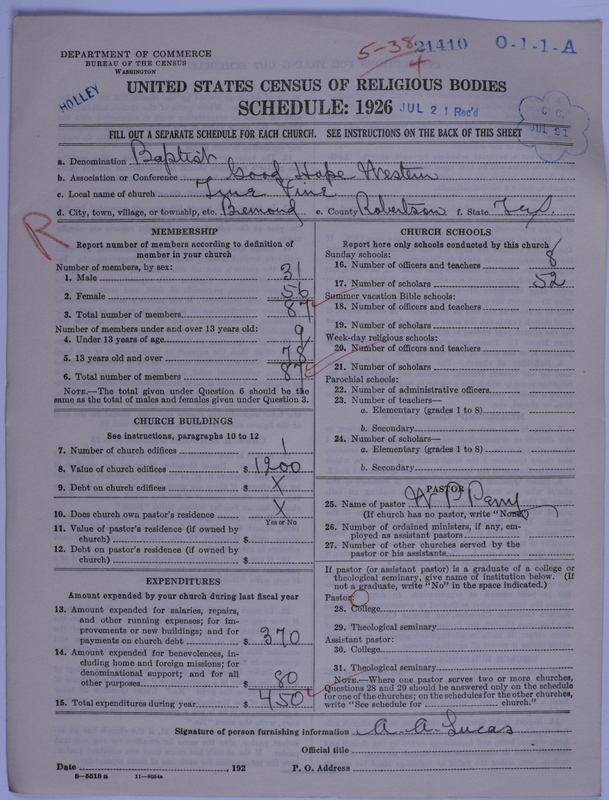 5-38 21410 0-1-1-A
4
DEPARTMENT OF COMMERCE
BUREAU OF THE CENSUS
WASHINGTON
HOLLEY
UNITED STATES CENSUS OF RELIGIOUS BODIES
SCHEDULE: 1926
JUL 21 Rec'd
C. C.
JUL 21
FILL OUT A SEPARATE SCHEDULE FOR EACH CHURCH. SEE INSTRUCTIONS ON THE BACK OF THIS SHEET
a. Denomination Baptist
b. Association or Conference Good Hope Western
c. Local name of church Pine
d. City, town, village, or township, etc. Bremond e. County Robertson f. State Tex.
R
MEMBERSHIP
Report number of members according to definition of
member in your church
Number of members, by sex:
1. Male 31
2. Female 56
3. Total number of members 87
Number of members under and over 13 years old:
4. Under 13 years of age 9
5. 13 years old and over 78
6. Total number of members 87
NOTE.—The total given under Question 6 should be the
same as the total of males and females given under Question 3.
CHURCH BUILDINGS
See instructions, paragraphs 10 to 12
7. Number of church edifices 1
8. Value of church edifices $ 1200
9. Debt on church edifices $ X
10. Does church own pastor's residence X
Yes or No
11. Value of pastor's residence (if owned by
church) $
12. Debt on pastor's residence (if owned by
church) $
EXPENDITURES
Amount expended by your church during last fiscal year
13. Amount expended for salaries, repairs,
and other running expenses; for im-
provements or new buildings; and for
payments on church debt $ 370
14. Amount expended for benevolences, in-
cluding home and foreign missions; for
denominational support; and for all
other purposes $ 80
15. Total expenditures during year $ 450
CHURCH SCHOOLS
Report here only schools conducted by this church
Sunday schools:
16. Number of officers and teachers 8
17. Number of scholars 52
Summer vacation Bible schools:
18. Number of officers and teachers
19. Number of scholars
Week-day religious schools:
20. Number of officers and teachers
21. Number of scholars
Parochial schools:
22. Number of administrative officers
23. Number of teachers—
a. Elementary (grades 1 to 8)
b. Secondary
24. Number of scholars—
a. Elementary (grades 1 to 8)
b. Secondary
PASTOR
25. Name of pastor W. P. Perry
(If church has no pastor, write "None")
26. Number of ordained ministers, if any, em-
ployed as assistant pastors
27. Number of other churches served by the
pastor or his assistants
If pastor (or assistant pastor) is a graduate of a college or
theological seminary, give name of institution below. (If
not a graduate, write "No" in the space indicated.)
Pastor:
28. College
29. Theological seminary
Assistant pastor:
30. College
31. Theological seminary
NOTE.—Where one pastor serves two or more churches,
Questions 28 and 29 should be answered only on the schedule
for one of the churches; on the schedules for the other churches,
write "See schedule for church."
Signature of person furnishing information A. A. Lucas
Official title
Date , 192 P. O. Address
8-5518 a 11-9054a